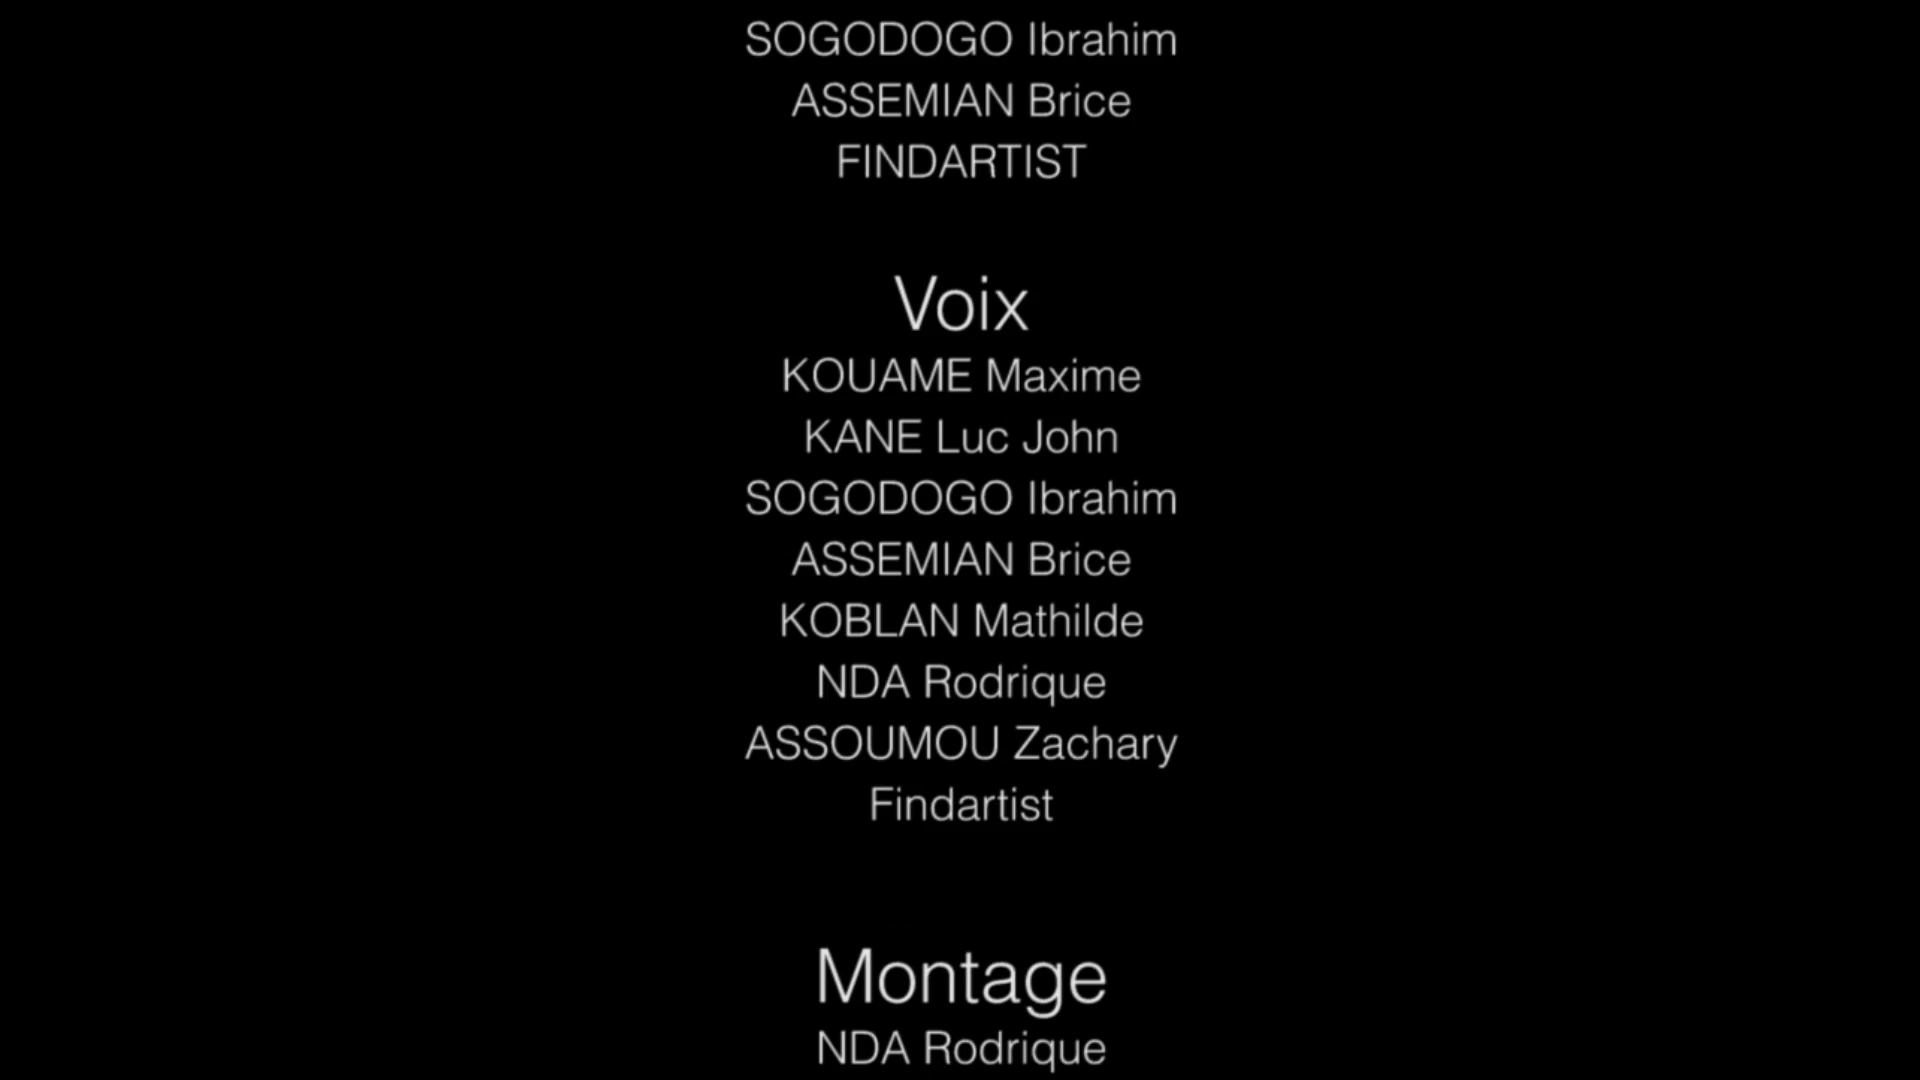 SOGODOGO Ibrahim
ASSEMIAN Brice
FINDARTIST
Voix
KOUAME Maxime
KANE Luc John
SOGODOGO Ibrahim
ASSEMIAN Brice
KOBLAN Mathilde
NDA Rodrique
ASSOUMOU Zachary
Findartist
Montage
NDA Rodrique